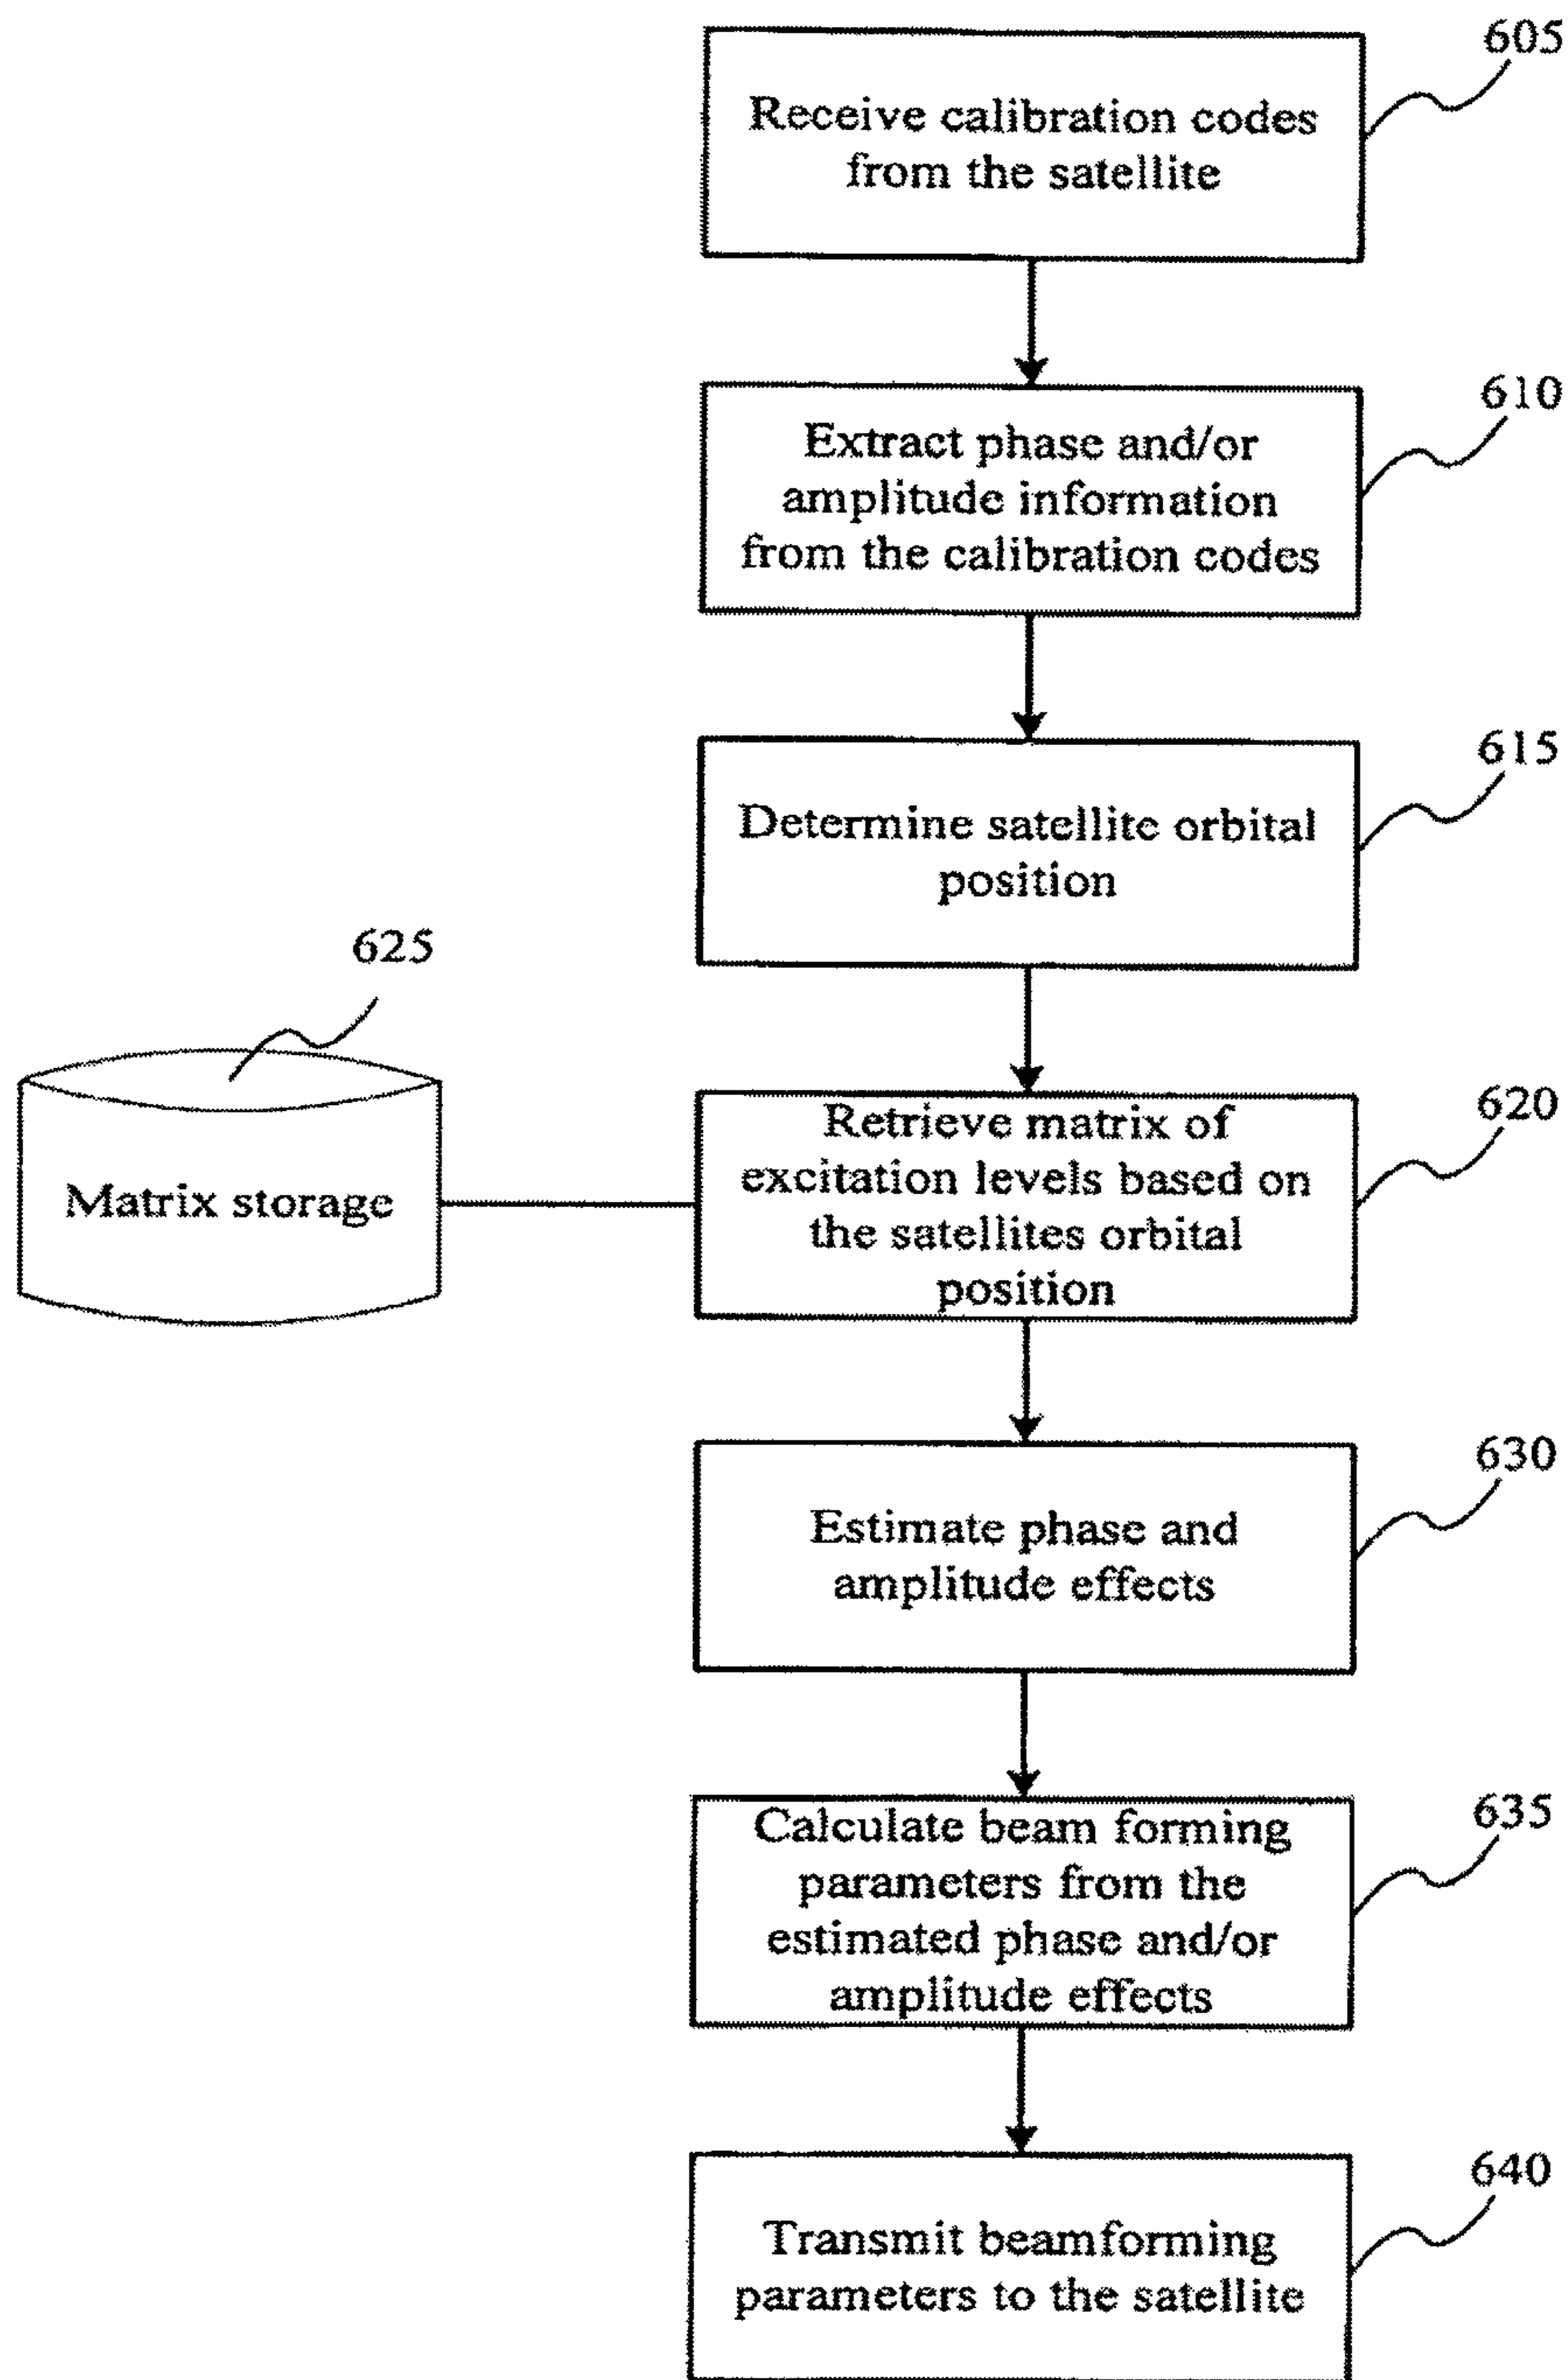 605
Receive calibration codes
from the satellite
610
Extract phase and/or
amplitude information
from the calibration codes
615
Determine satellite orbital
position
625
Matrix storage
620
Retrieve matrix of
excitation levels based on
the satellites orbital
position
630
Estimate phase and
amplitude effects
635
Calculate beam forming
parameters from the
estimated phase and/or
amplitude effects
640
Transmit beamforming
parameters to the satellite